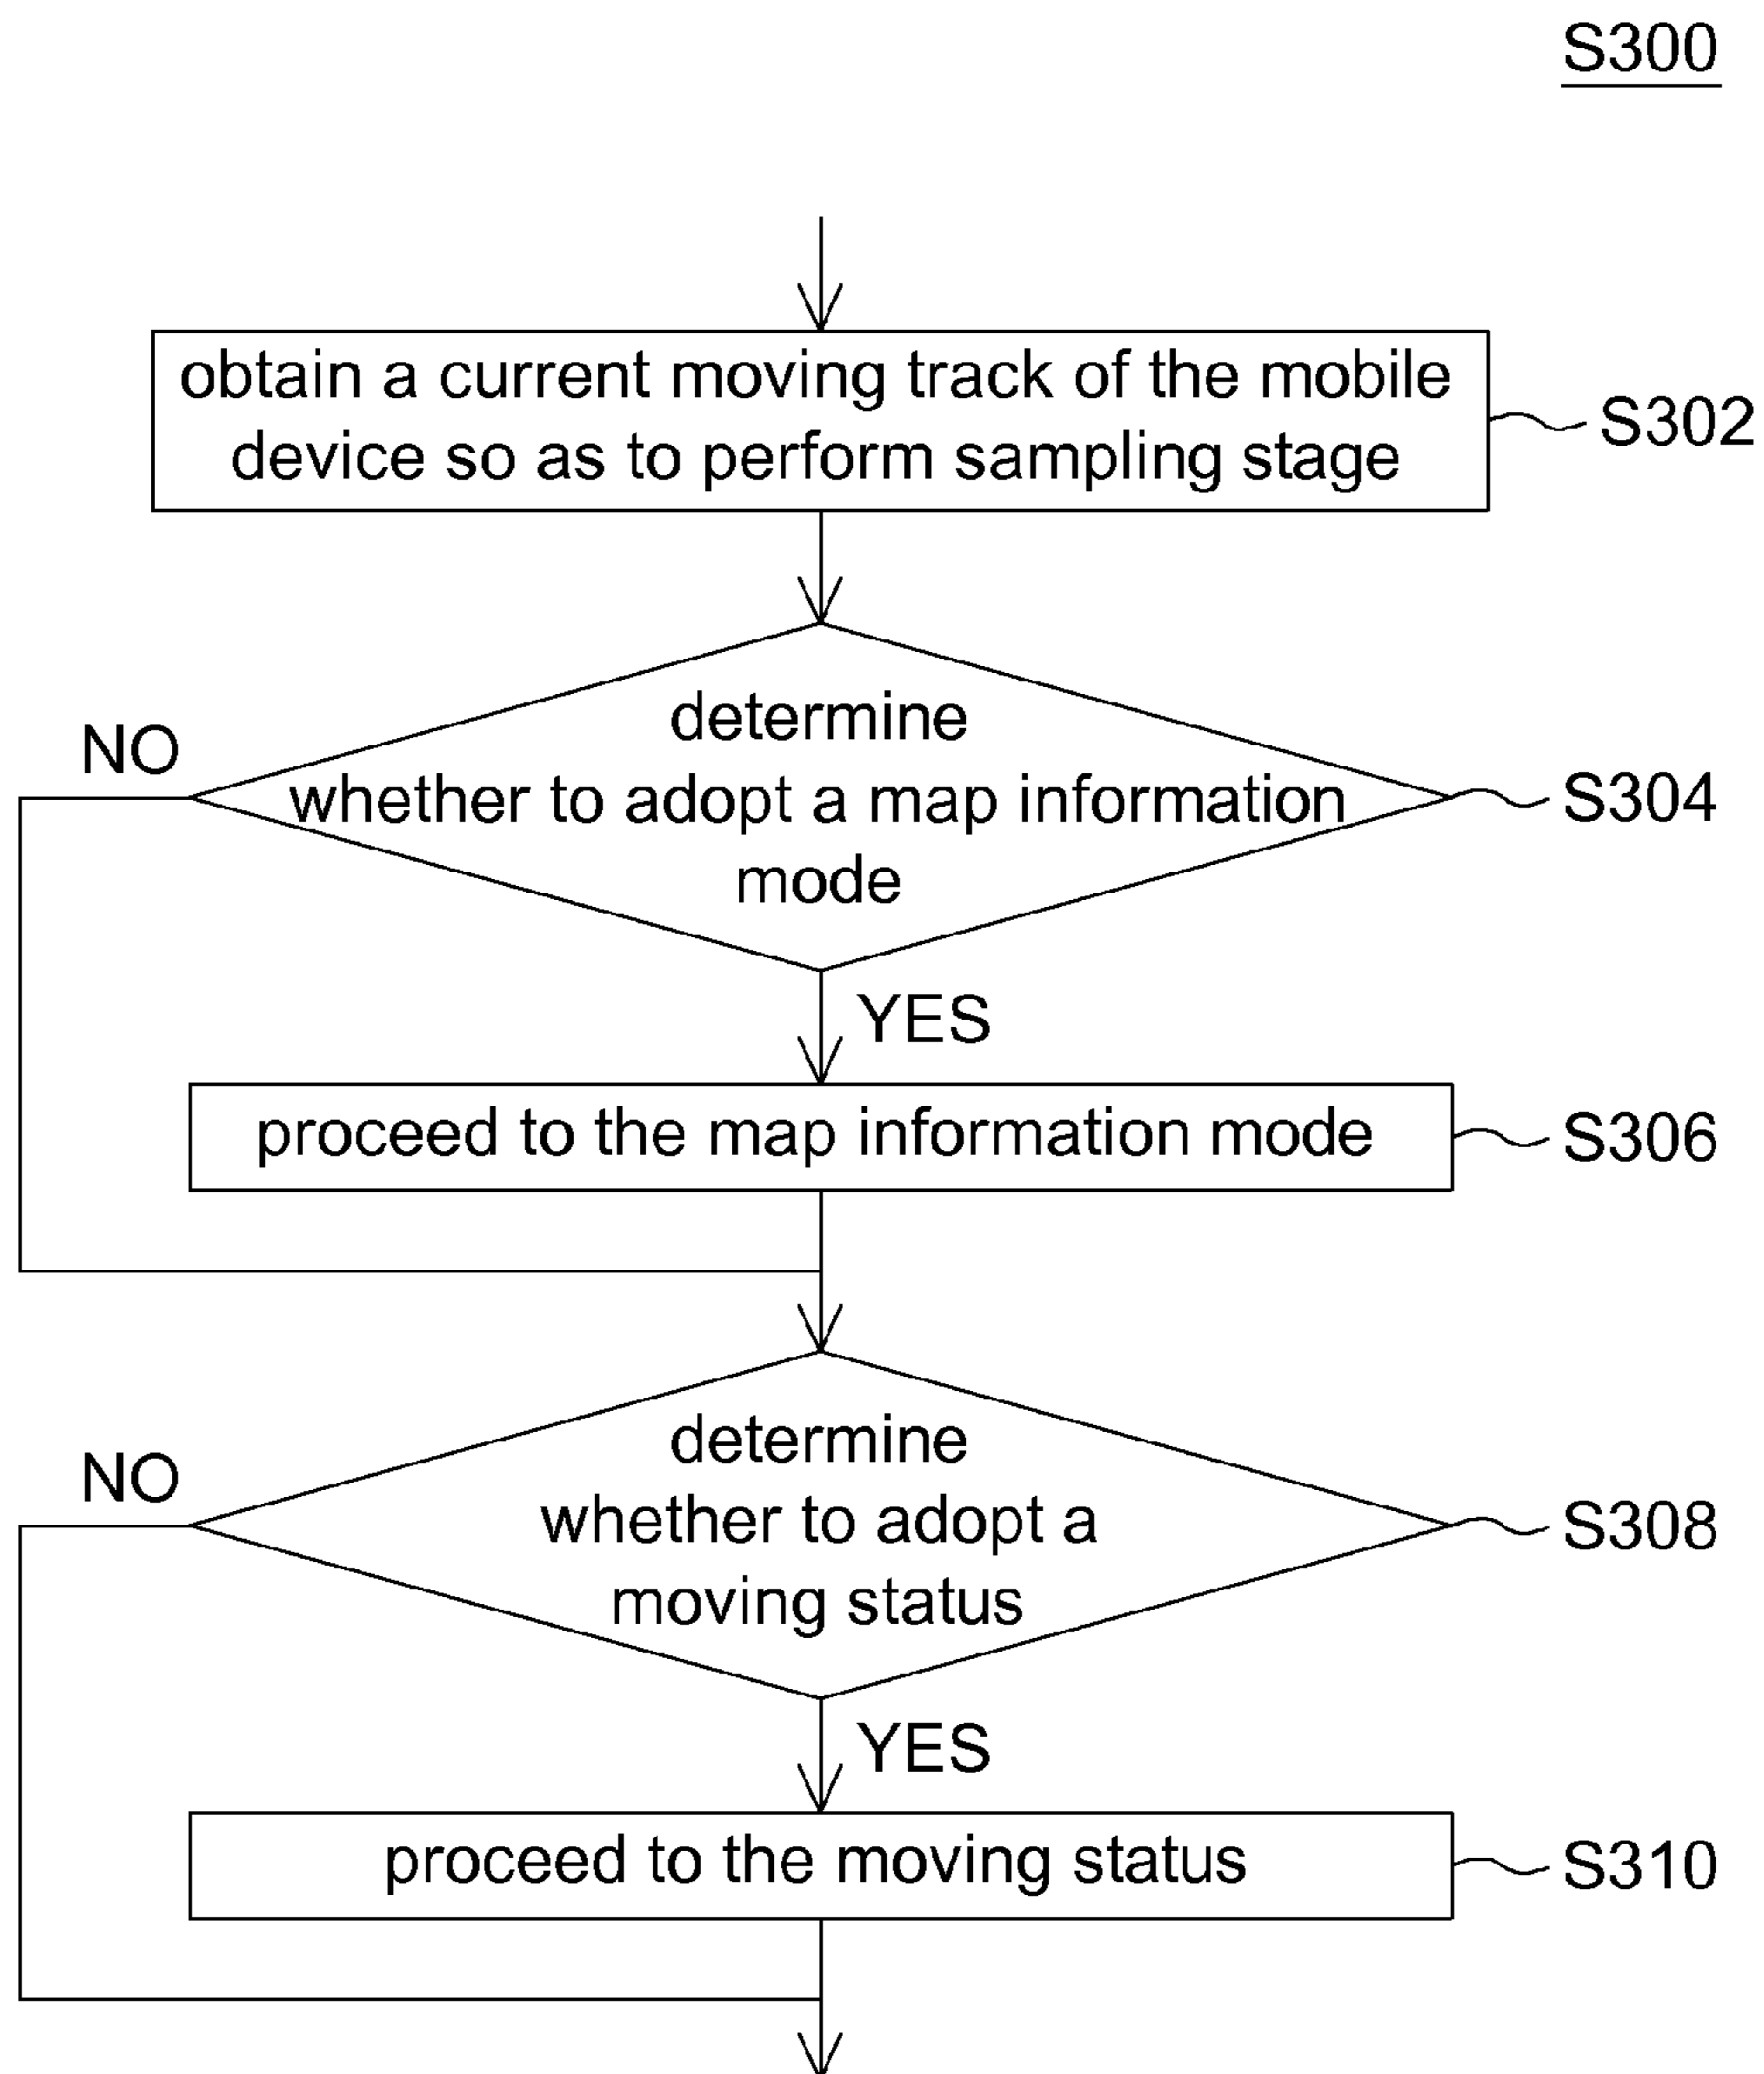 S300
obtain a current moving track of the mobile
device so as to perform sampling stage
S302
determine
whether to adopt a map information
mode
NO
S304
YES
proceed to the map information mode
S306
determine
whether to adopt a
moving status
NO
S308
YES
proceed to the moving status
S310